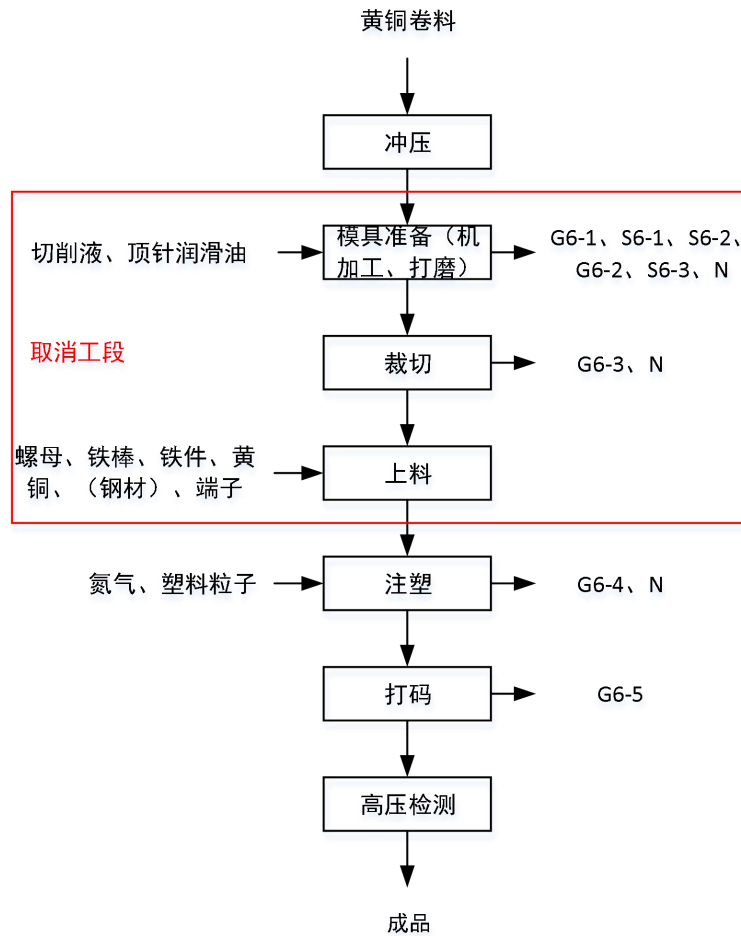 黄铜卷料
冲压
切削液、顶针润滑油
模具准备（机
加工、打磨）
G6-1、S6-1、S6-2、
G6-2、S6-3、N
取消工段
裁切
G6-3、N
螺母、铁棒、铁件、黄
铜、（钢材）、端子
上料
氮气、塑料粒子
注塑
G6-4、N
打码
G6-5
高压检测
成品